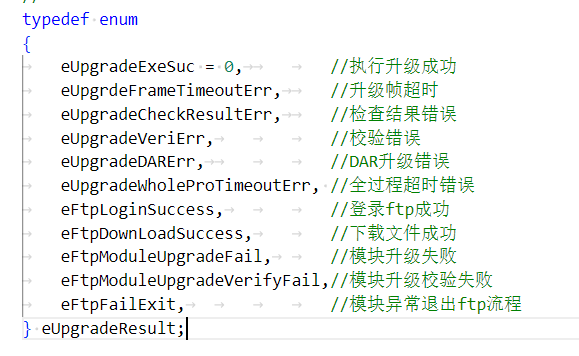 //
typedef enum
{
eUpgradeExeSuc = 0, //执行升级成功
eUpgrdeFrameTimeoutErr, //升级帧超时
eUpgradeCheckResultErr, //检查结果错误
eUpgradeVeriErr, //校验错误
eUpgradeDARErr, //DAR升级错误
eUpgradeWholeProTimeoutErr, //全过程超时错误
eFtpLoginSuccess, //登录ftp成功
eFtpDownLoadSuccess, //下载文件成功
eFtpModuleUpgradeFail, //模块升级失败
eFtpModuleUpgradeVerifyFail,//模块升级校验失败
eFtpFailExit, //模块异常退出ftp流程
} eUpgradeResult;